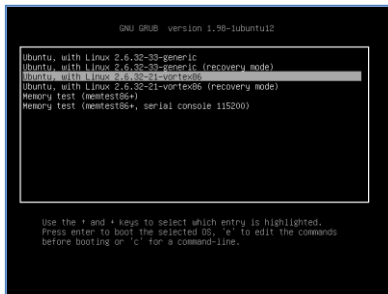 GNU GRUB  version 1.98-1ubuntu12
Ubuntu, with Linux 2.6.32-33-generic
Ubuntu, with Linux 2.6.32-33-generic (recovery mode)
Ubuntu, with Linux 2.6.32-21-vortex86
Ubuntu, with Linux 2.6.32-21-vortex86 (recovery mode)
Memory test (memtest86+)
Memory test (memtest86+, serial console 115200)
Use the ↑ and ↓ keys to select which entry is highlighted.
Press enter to boot the selected OS, 'e' to edit the commands
before booting or 'c' for a command-line.